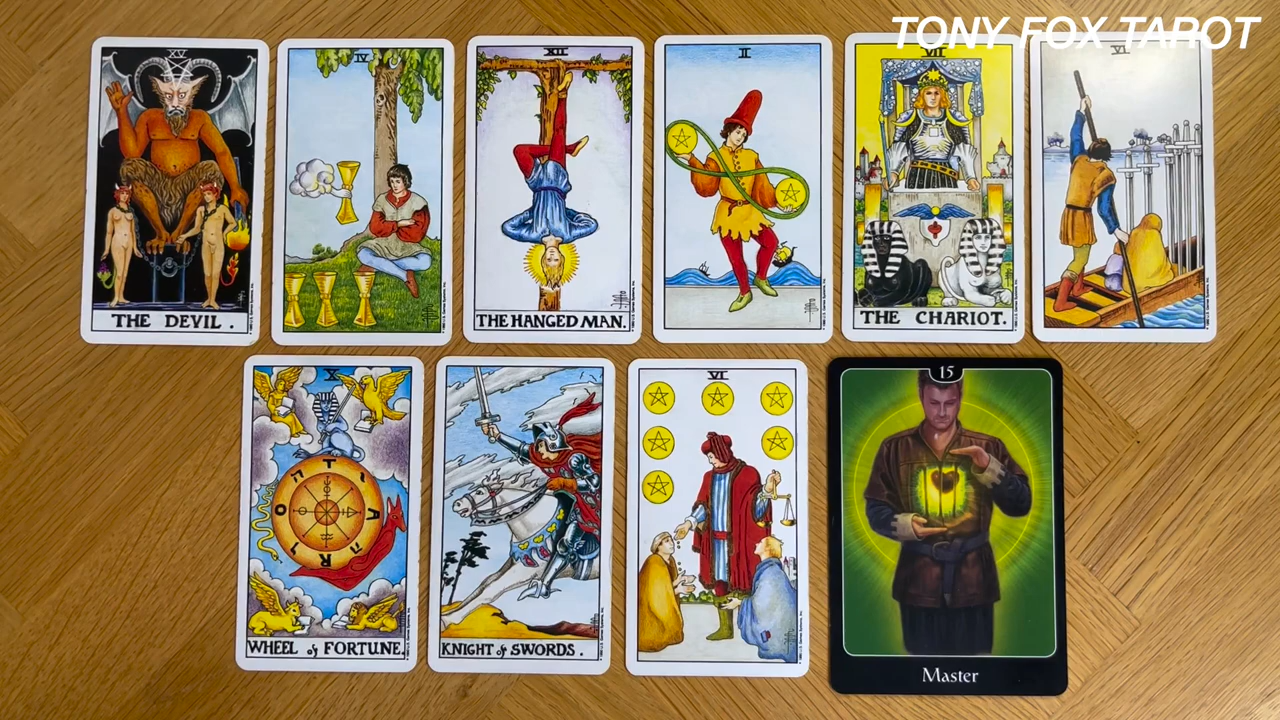 TONY FOX TAROT
XV
IV
XII
II
VII
VI
THE DEVIL.
THE HANGED MAN.
THE CHARIOT.
X
T
A
R
O
VI
15
WHEEL of FORTUNE.
KNIGHT of SWORDS.
Master